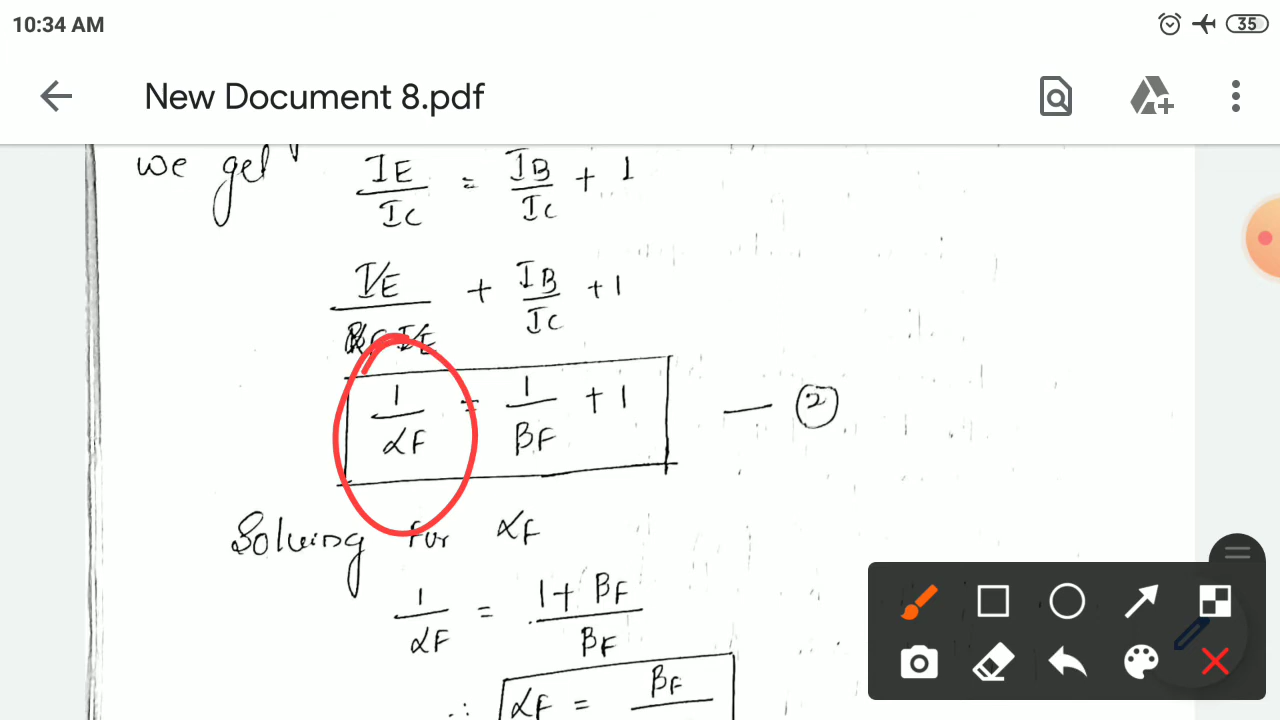 10:34 AM
35
New Document 8.pdf
we get IE/IC = IB/IC + 1
IE/ IE + IB/IC + 1
1/αF = 1/βF + 1 — ②
Solving for αF
1/αF = 1 + βF/βF
∴ αF = βF